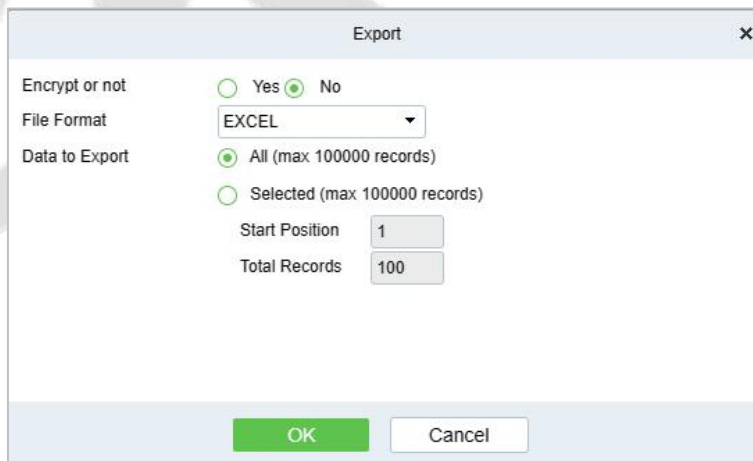 Export
Encrypt or not Yes No
File Format EXCEL
Data to Export All (max 100000 records)
Selected (max 100000 records)
Start Position 1
Total Records 100
OK Cancel